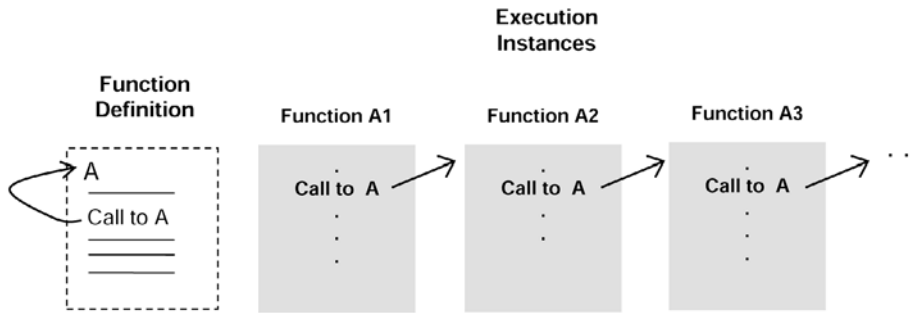 Execution
Instances
Function
Definition
Function A1
Function A2
Function A3
A
Call to A
Call to A
Call to A
Call to A